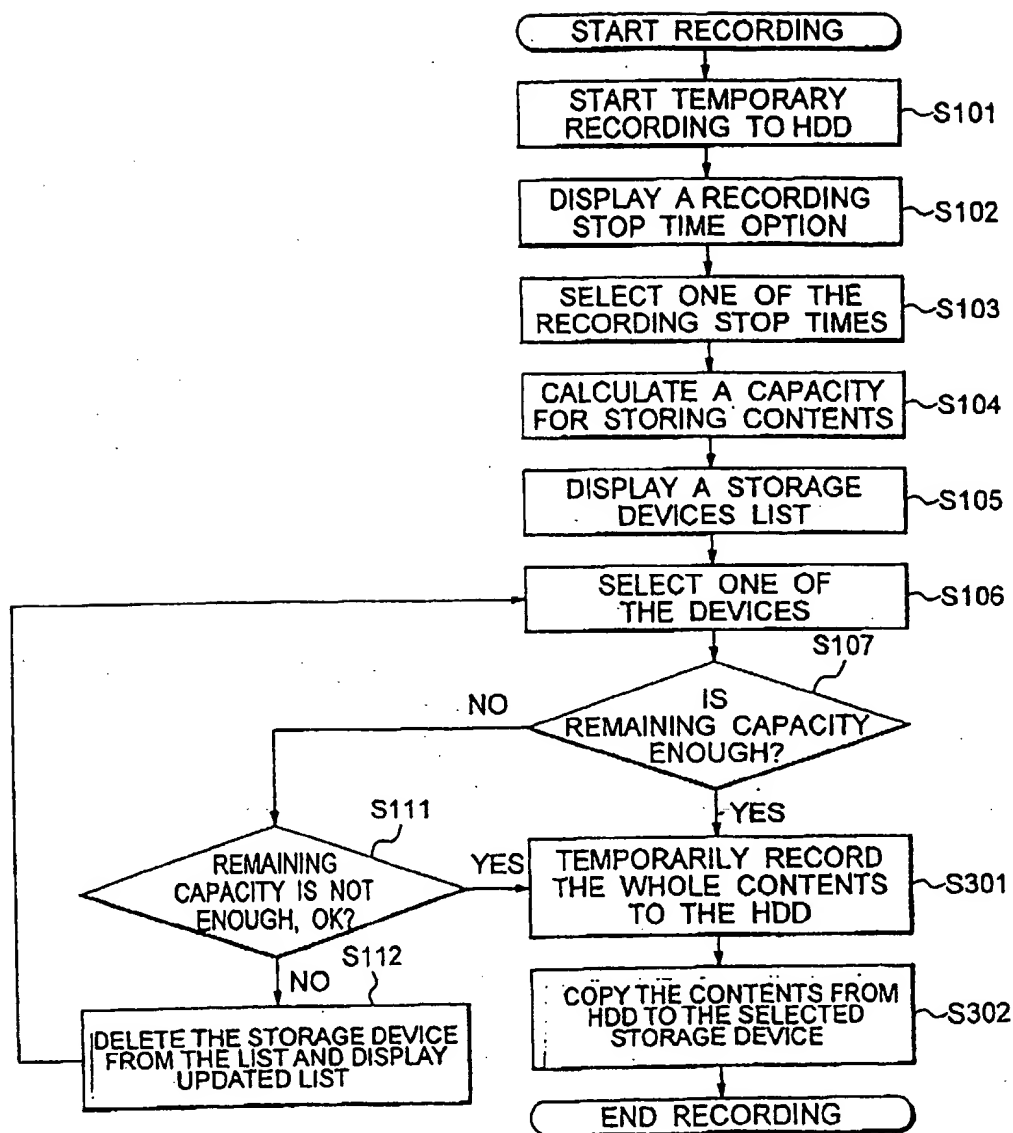 START RECORDING
START TEMPORARY
RECORDING TO HDD
S101
DISPLAY A RECORDING
STOP TIME OPTION
S102
SELECT ONE OF THE
RECORDING STOP TIMES
S103
CALCULATE A CAPACITY
FOR STORING CONTENTS
S104
DISPLAY A STORAGE
DEVICES LIST
S105
SELECT ONE OF
THE DEVICES
S106
S107
IS
REMAINING CAPACITY
ENOUGH?
NO
YES
S111
REMAINING
CAPACITY IS NOT
ENOUGH, OK?
YES
NO
S112
DELETE THE STORAGE DEVICE
FROM THE LIST AND DISPLAY
UPDATED LIST
TEMPORARILY RECORD
THE WHOLE CONTENTS
TO THE HDD
S301
COPY THE CONTENTS FROM
HDD TO THE SELECTED
STORAGE DEVICE
S302
END RECORDING